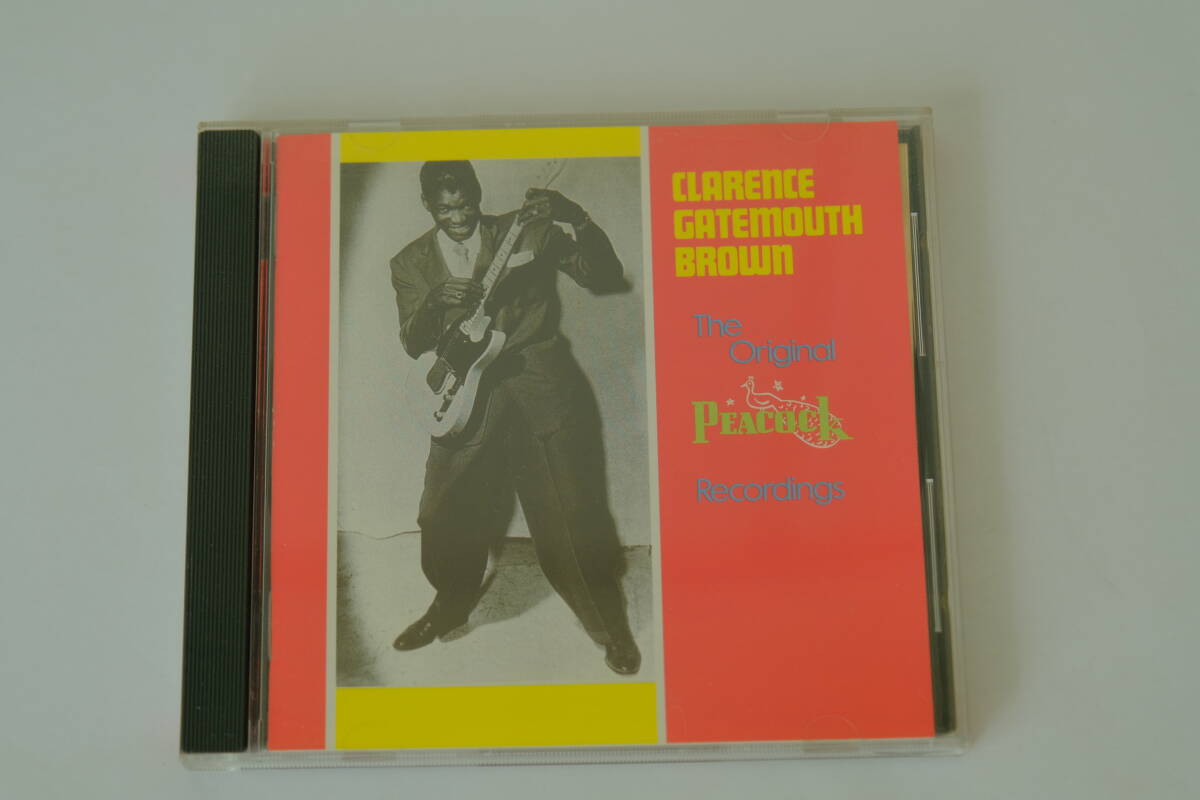 CLARENCE
GATEMOUTH
BROWN
The
Original
PEACOCK
Recordings